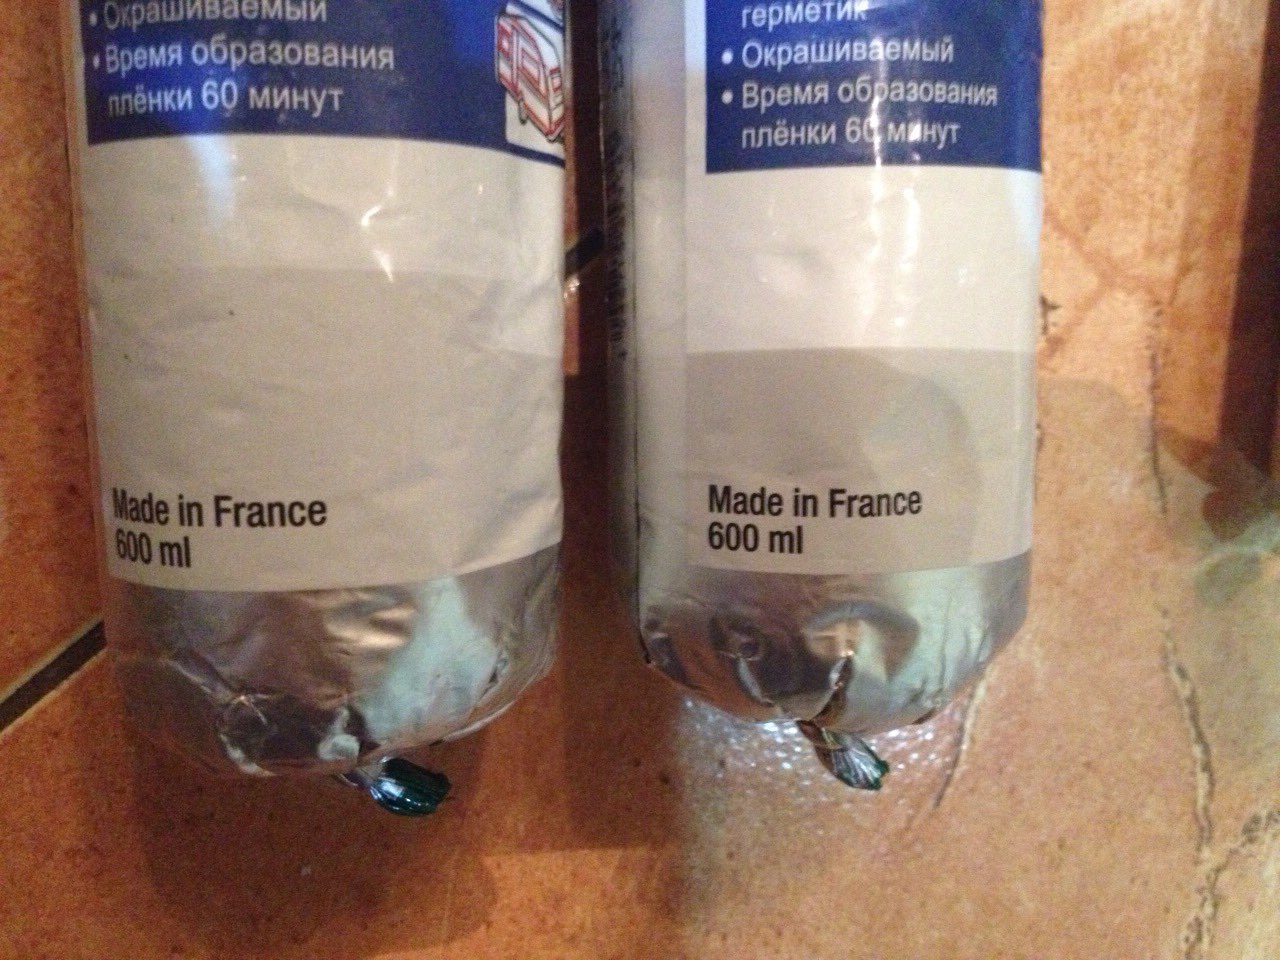 • Окрашиваемый
• Время образования
плёнки 60 минут
Made in France
600 ml
герметик
• Окрашиваемый
• Время образования
плёнки 60 минут
Made in France
600 ml